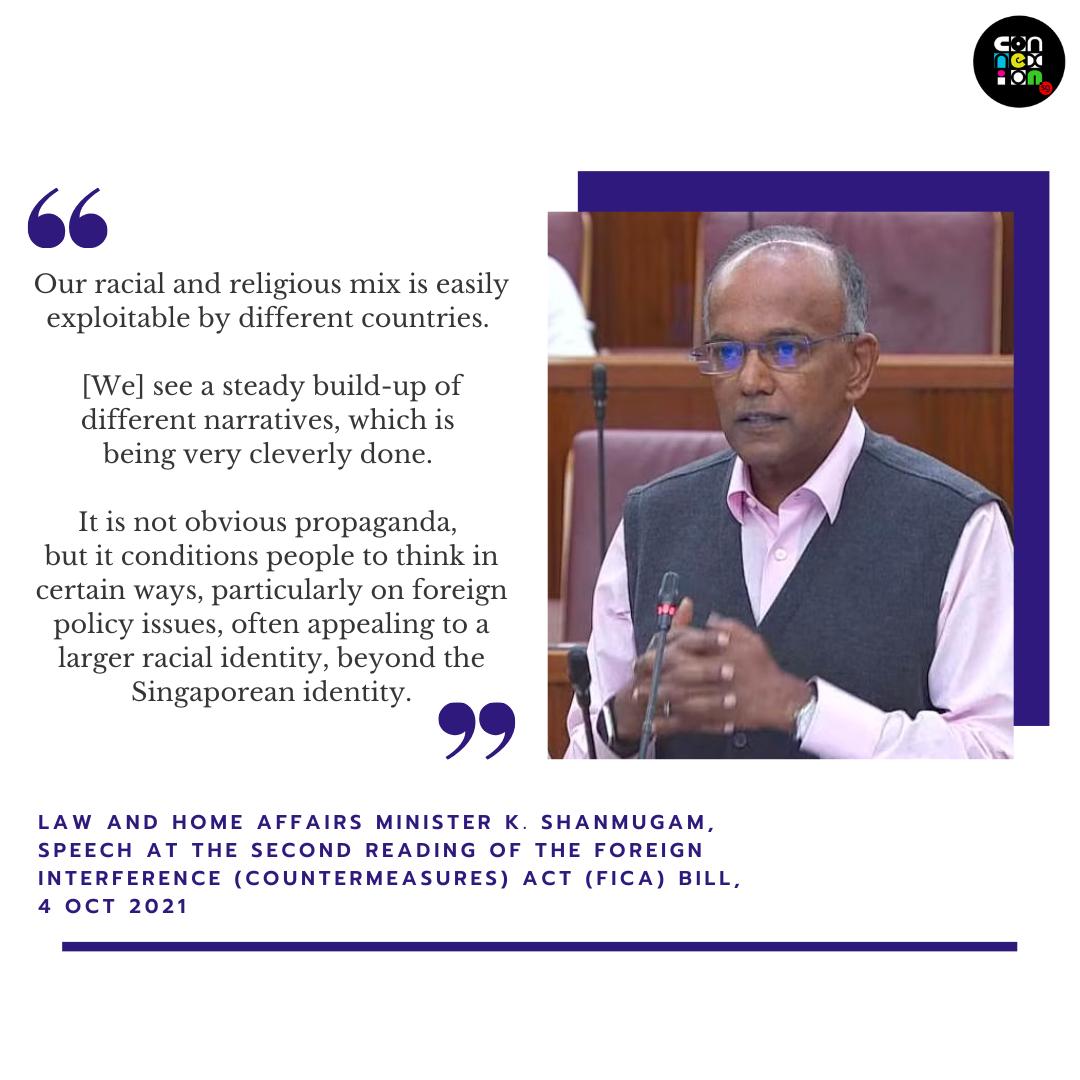 con
nex
ion
SG
“
Our racial and religious mix is easily
exploitable by different countries.
[We] see a steady build-up of
different narratives, which is
being very cleverly done.
It is not obvious propaganda,
but it conditions people to think in
certain ways, particularly on foreign
policy issues, often appealing to a
larger racial identity, beyond the
Singaporean identity.
”
LAW AND HOME AFFAIRS MINISTER K. SHANMUGAM,
SPEECH AT THE SECOND READING OF THE FOREIGN
INTERFERENCE (COUNTERMEASURES) ACT (FICA) BILL,
4 OCT 2021